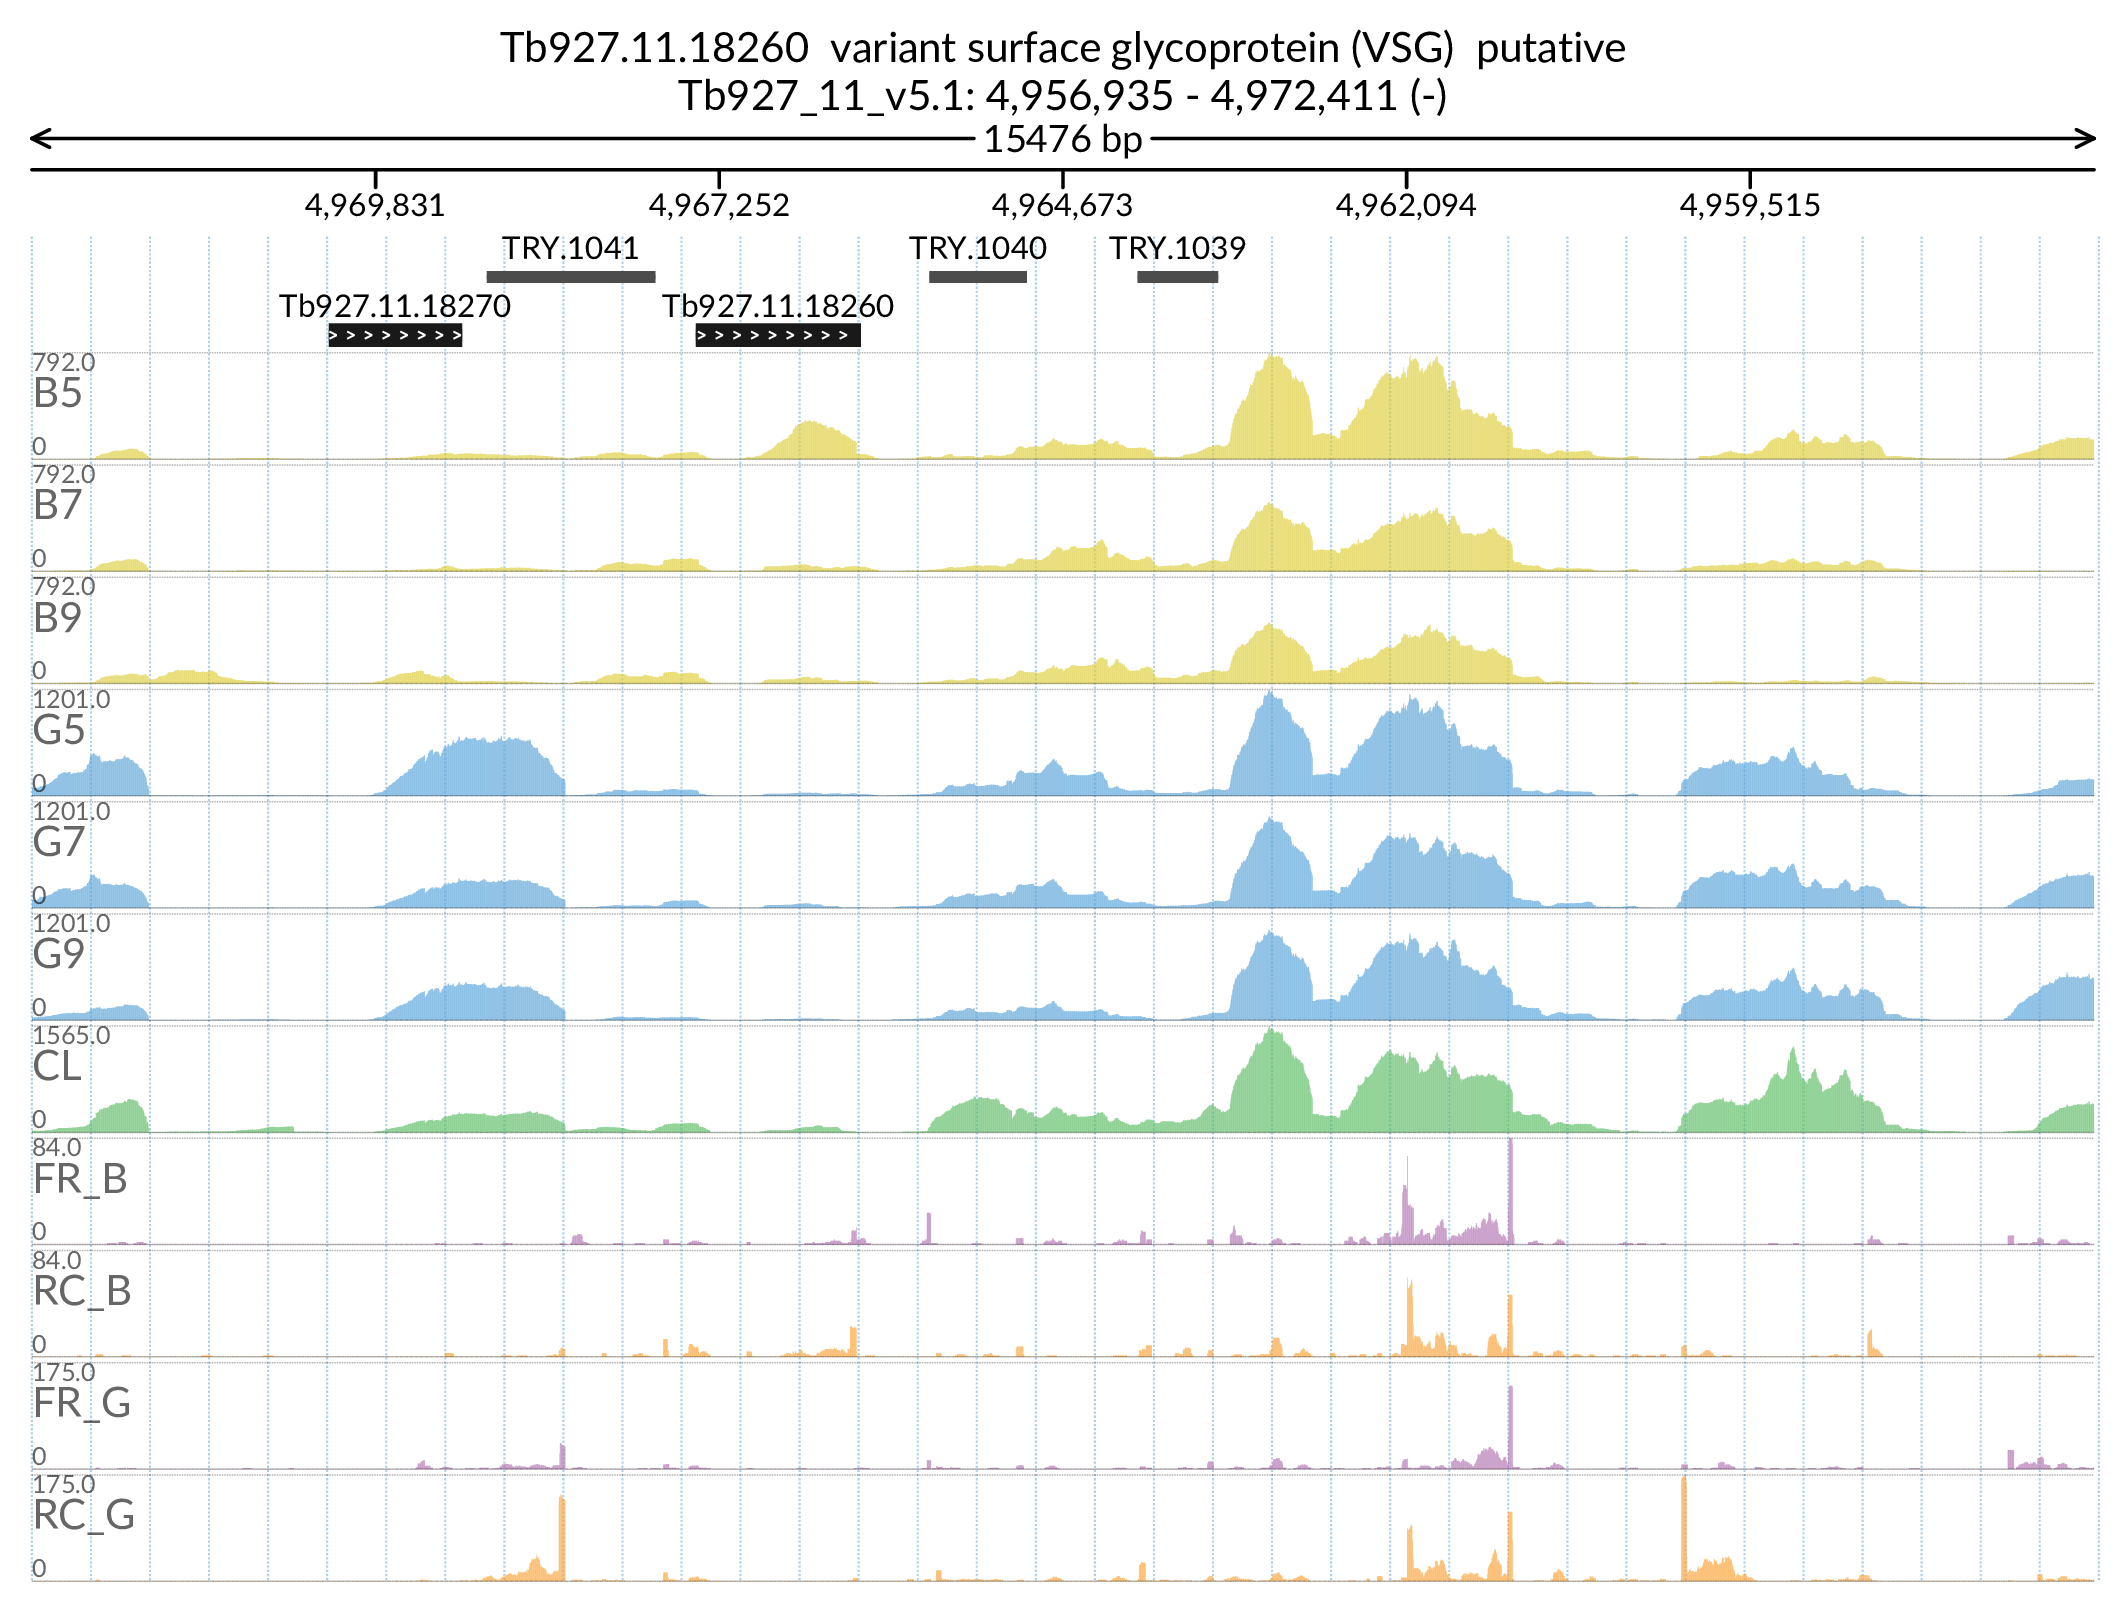 Tb927.11.18260  variant surface glycoprotein (VSG)  putative
Tb927_11_v5.1: 4,956,935 - 4,972,411 (-)
15476 bp
4,969,831 4,967,252 4,964,673 4,962,094 4,959,515
TRY.1041 TRY.1040 TRY.1039
Tb927.11.18270 Tb927.11.18260
> > > > > > > > > > > > > > > > >
792.0
B5
0
792.0
B7
0
792.0
B9
0
1201.0
G5
0
1201.0
G7
0
1201.0
G9
0
1565.0
CL
0
84.0
FR_B
0
84.0
RC_B
0
175.0
FR_G
0
175.0
RC_G
0